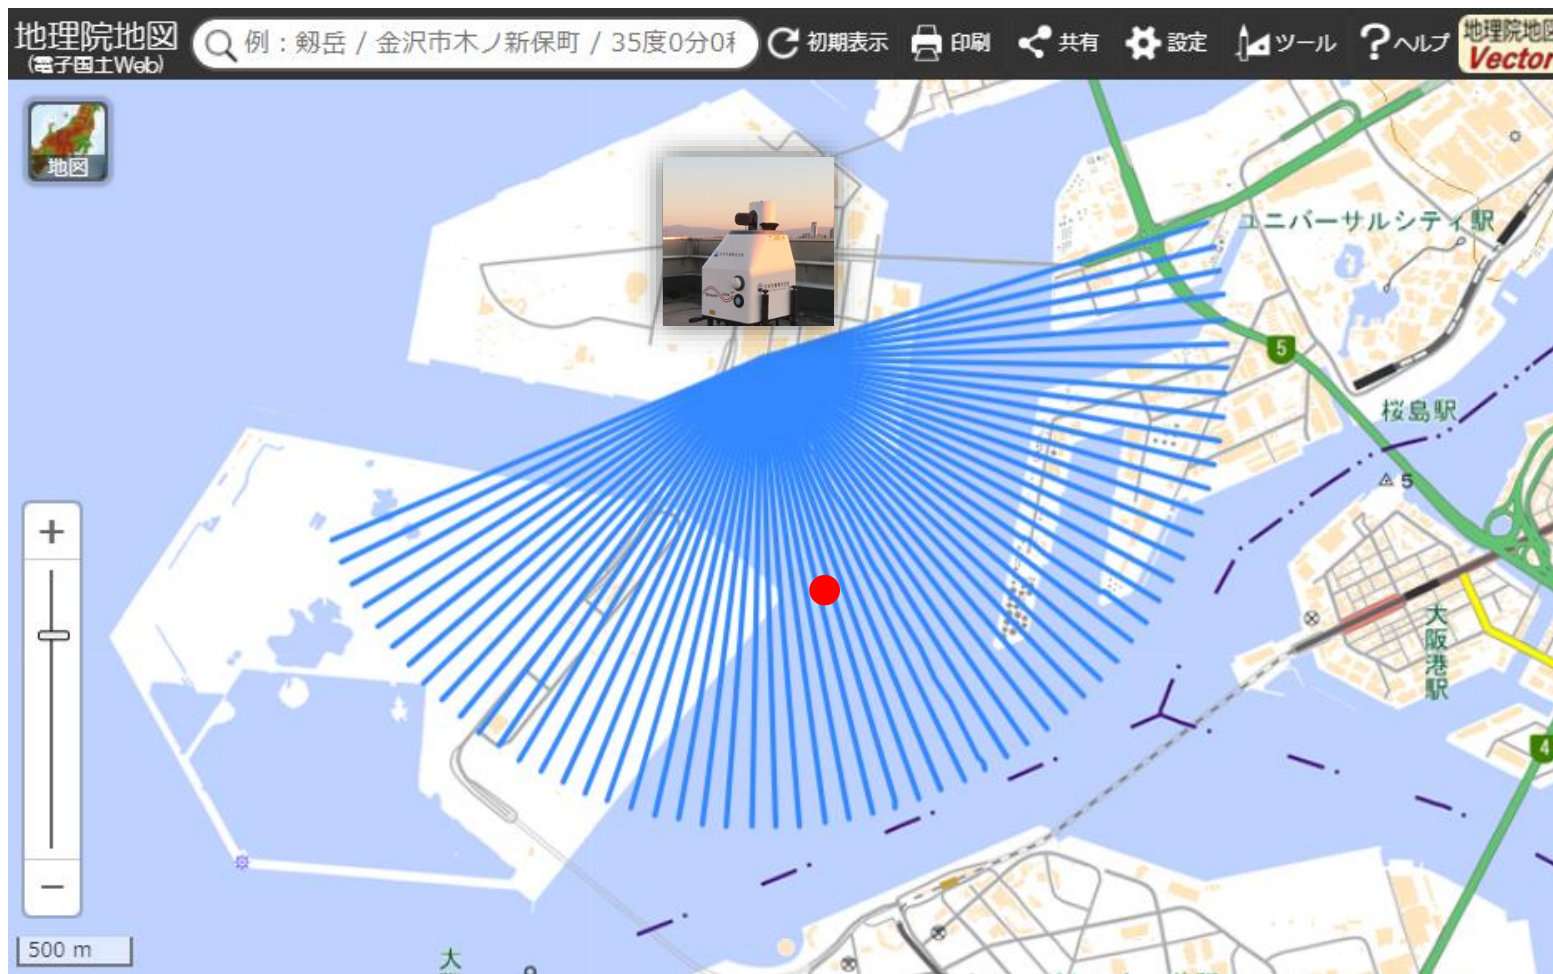 地理院地図
(電子国土Web)
例：剱岳 / 金沢市木ノ新保町 / 35度0分0秒
初期表示
印刷
共有
設定
ツール
ヘルプ
地理院地図
Vector
地図
ユニバーサルシティ駅
5
桜島駅
5
大阪港駅
4
+
−
500 m
大